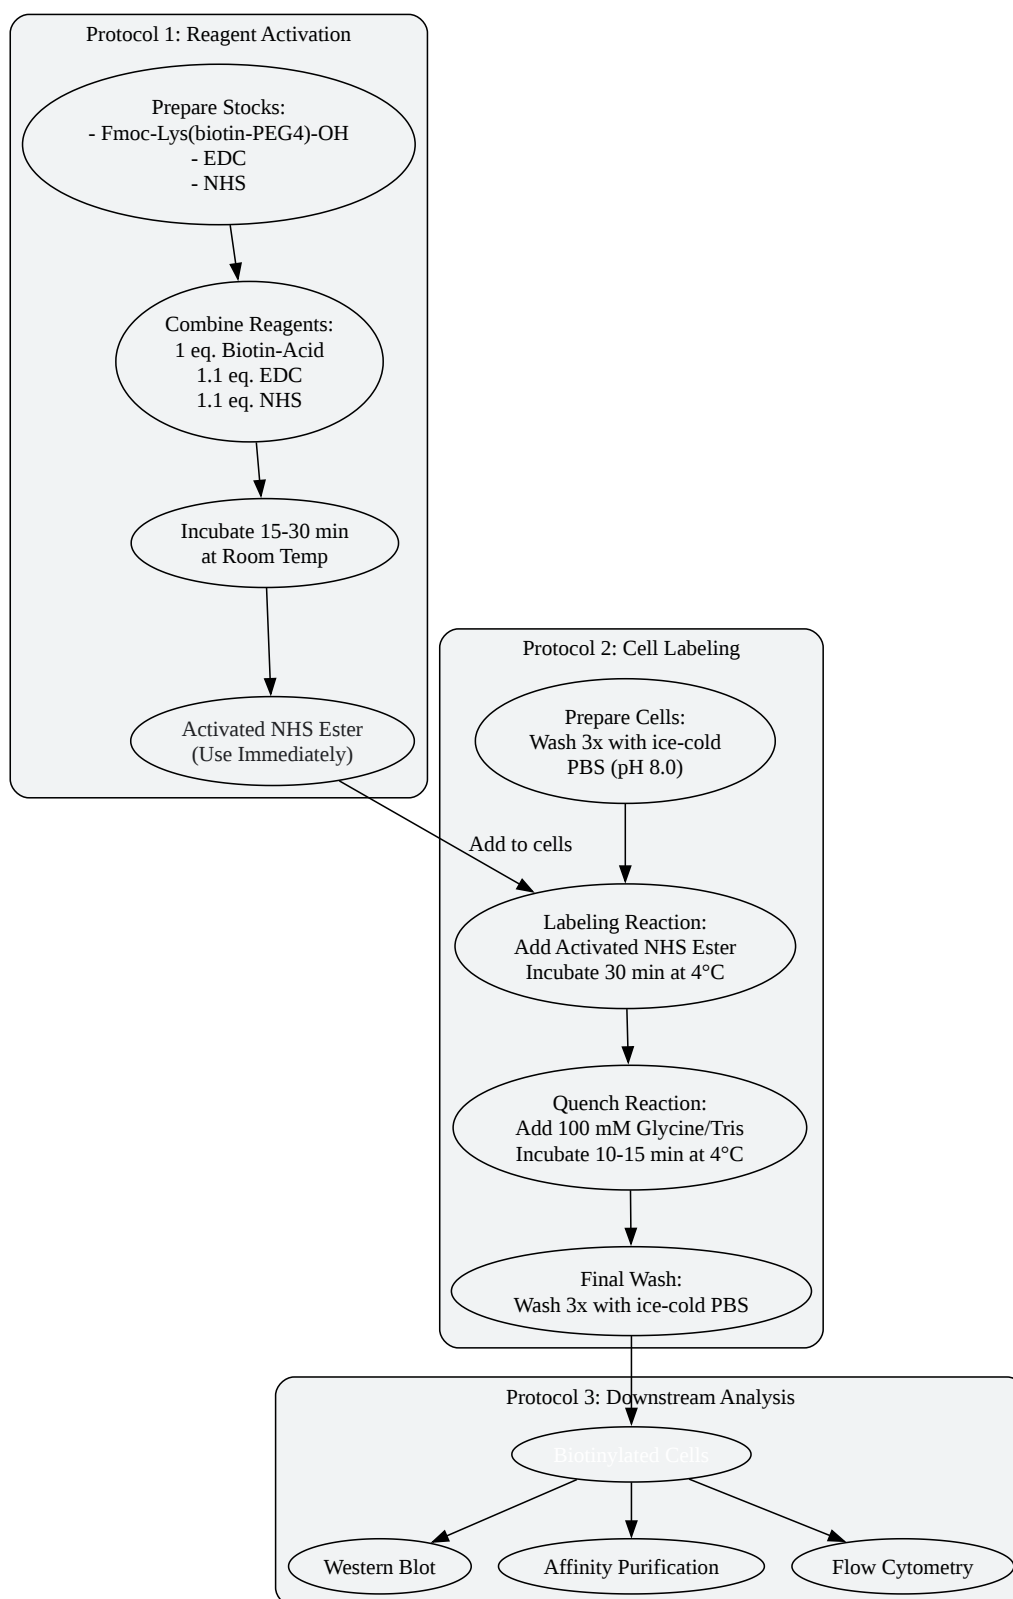 Protocol 1: Reagent Activation
Prepare Stocks:
- Fmoc-Lys(biotin-PEG4)-OH
- EDC
- NHS
Combine Reagents:
1 eq. Biotin-Acid
1.1 eq. EDC
1.1 eq. NHS
Incubate 15-30 min
at Room Temp
Activated NHS Ester
(Use Immediately)
Add to cells
Protocol 2: Cell Labeling
Prepare Cells:
Wash 3x with ice-cold
PBS (pH 8.0)
Labeling Reaction:
Add Activated NHS Ester
Incubate 30 min at 4°C
Quench Reaction:
Add 100 mM Glycine/Tris
Incubate 10-15 min at 4°C
Final Wash:
Wash 3x with ice-cold PBS
Protocol 3: Downstream Analysis
Biotinylated Cells
Western Blot
Affinity Purification
Flow Cytometry